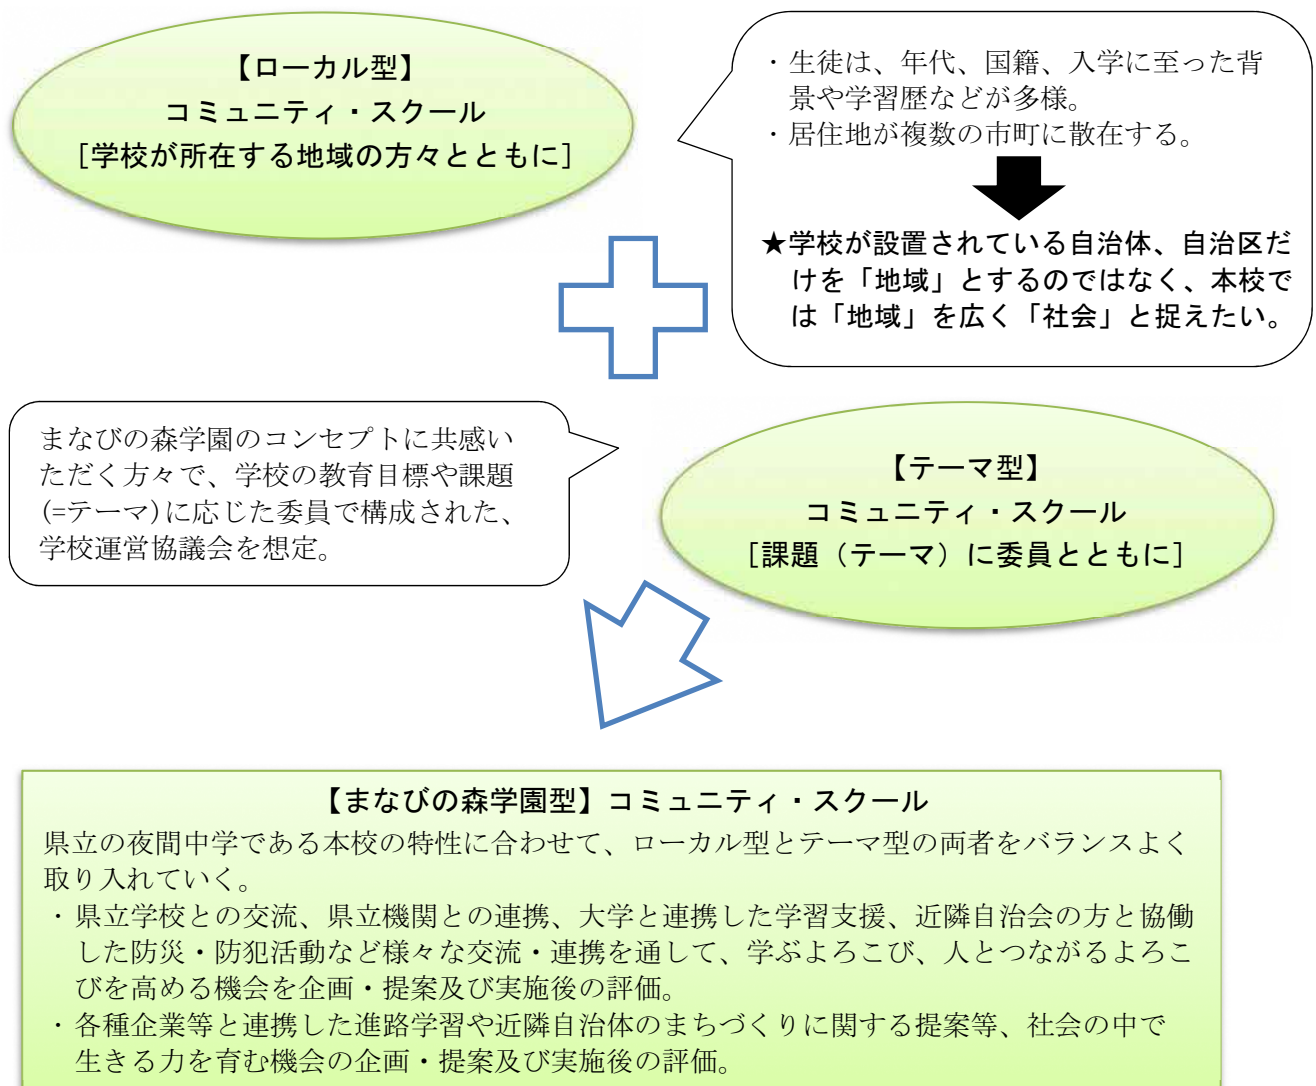 【ローカル型】
コミュニティ・スクール
[学校が所在する地域の方々とともに]
・生徒は、年代、国籍、入学に至った背
景や学習歴などが多様。
・居住地が複数の市町に散在する。
★学校が設置されている自治体、自治区だ
けを「地域」とするのではなく、本校で
は「地域」を広く「社会」と捉えたい。
まなびの森学園のコンセプトに共感い
ただく方々で、学校の教育目標や課題
(=テーマ)に応じた委員で構成された、
学校運営協議会を想定。
【テーマ型】
コミュニティ・スクール
[課題（テーマ）に委員とともに]
【まなびの森学園型】コミュニティ・スクール
県立の夜間中学である本校の特性に合わせて、ローカル型とテーマ型の両者をバランスよく
取り入れていく。
・県立学校との交流、県立機関との連携、大学と連携した学習支援、近隣自治会の方と協働
した防災・防犯活動など様々な交流・連携を通して、学ぶよろこび、人とつながるよろこ
びを高める機会を企画・提案及び実施後の評価。
・各種企業等と連携した進路学習や近隣自治体のまちづくりに関する提案等、社会の中で
生きる力を育む機会の企画・提案及び実施後の評価。